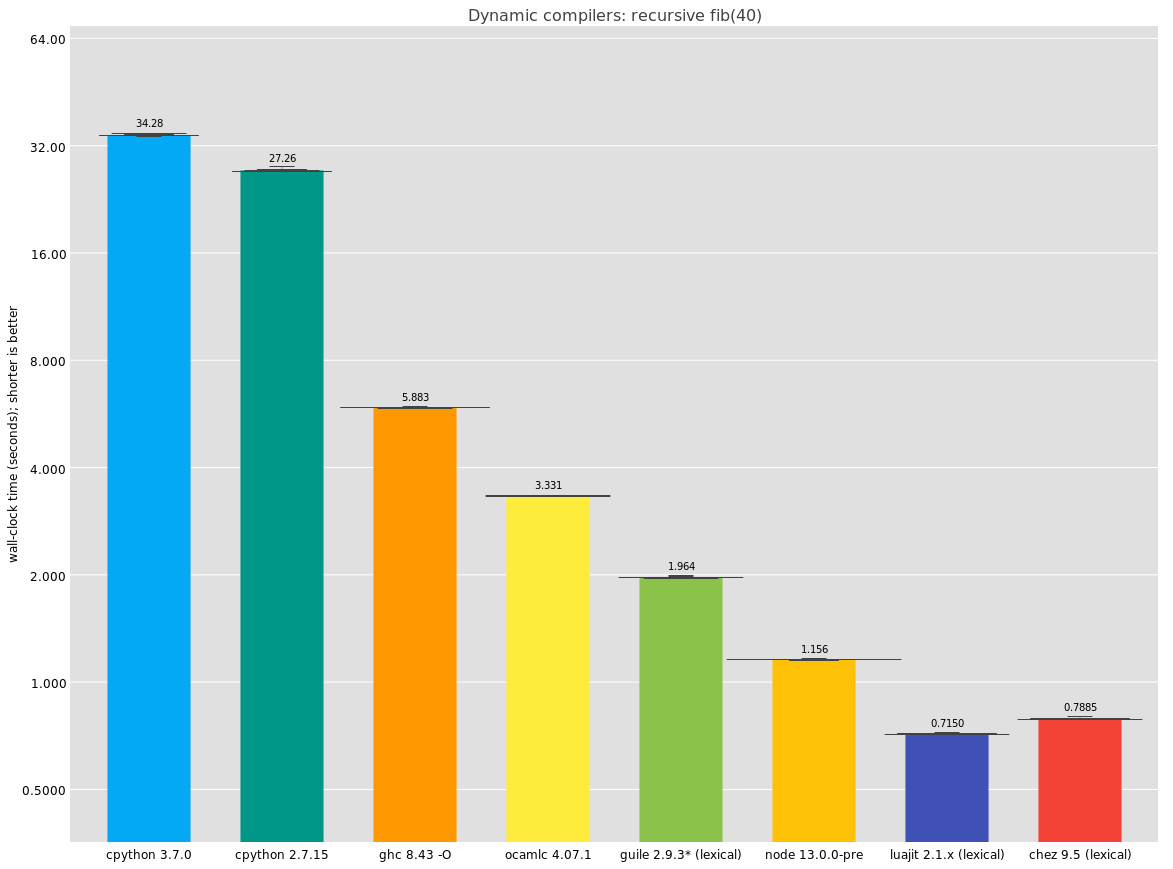 Dynamic compilers: recursive fib(40)
wall-clock time (seconds); shorter is better
64.00
32.00
16.00
8.000
4.000
2.000
1.000
0.5000
34.28
27.26
5.883
3.331
1.964
1.156
0.7150
0.7885
cpython 3.7.0
cpython 2.7.15
ghc 8.43 -O
ocamlc 4.07.1
guile 2.9.3* (lexical)
node 13.0.0-pre
luajit 2.1.x (lexical)
chez 9.5 (lexical)